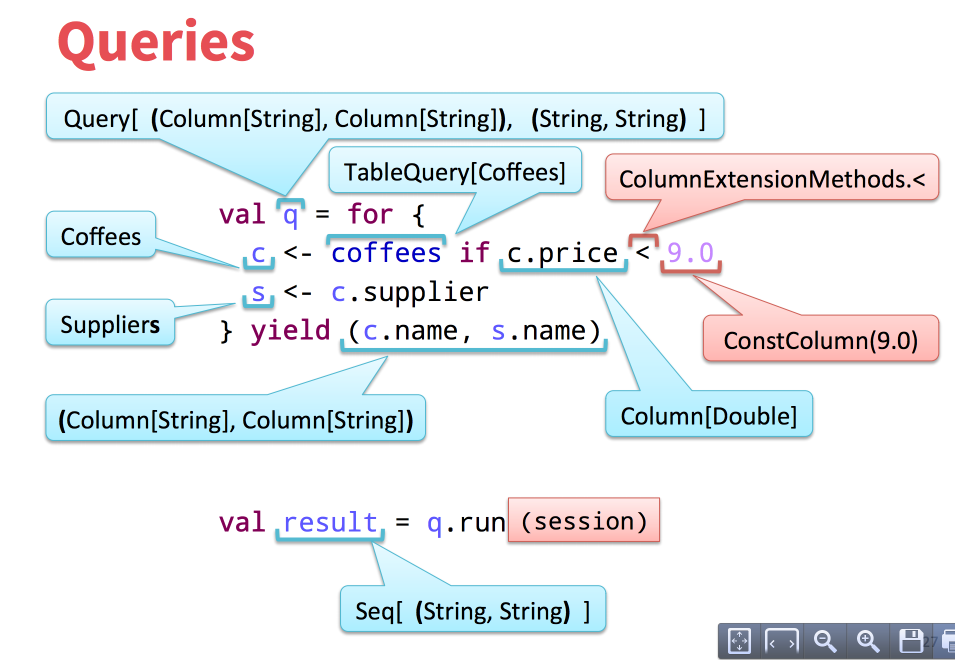 Queries
Query[ (Column[String], Column[String]), (String, String) ]
TableQuery[Coffees]
ColumnExtensionMethods.<
val q = for {
Coffees
c <- coffees if c.price < 9.0
s <- c.supplier
Suppliers
} yield (c.name, s.name)
ConstColumn(9.0)
(Column[String], Column[String])
Column[Double]
val result = q.run (session)
Seq[ (String, String) ]
27